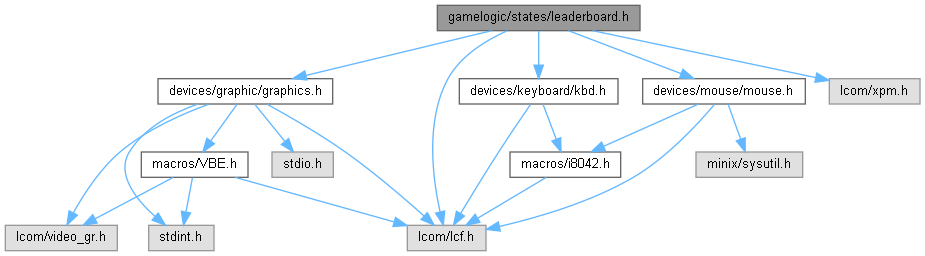 gamelogic/states/leaderboard.h
devices/graphic/graphics.h
devices/keyboard/kbd.h
devices/mouse/mouse.h
lcom/xpm.h
macros/VBE.h
stdio.h
macros/i8042.h
minix/sysutil.h
lcom/video_gr.h
stdint.h
lcom/lcf.h